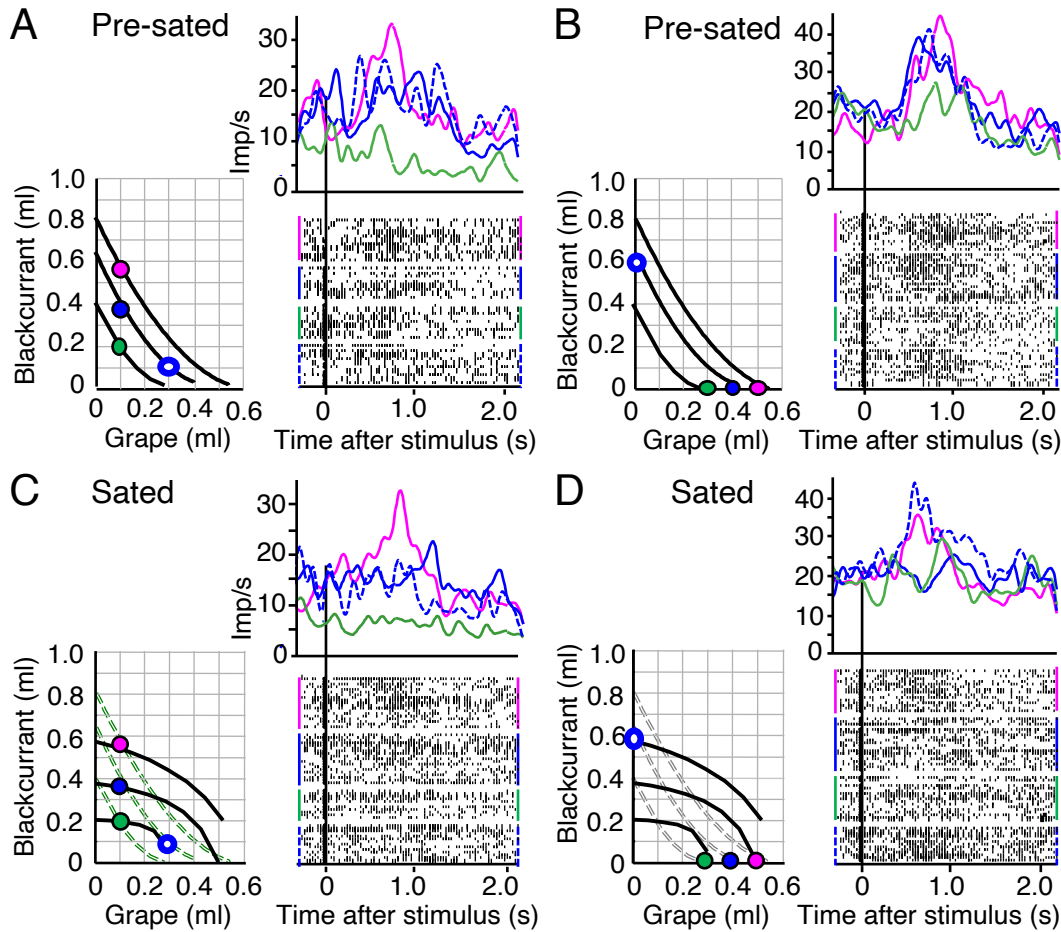 A Pre-sated
30
20
10
0
Imp/s
1.0
0.8
0.6
0.4
0.2
0
Blackcurrant (ml)
0 0.2 0.4 0.6
Grape (ml)
0 1.0 2.0
Time after stimulus (s)
B Pre-sated
40
30
20
10
0
1.0
0.8
0.6
0.4
0.2
0
Blackcurrant (ml)
0 0.2 0.4 0.6
Grape (ml)
0 1.0 2.0
Time after stimulus (s)
C Sated
30
20
10
0
Imp/s
1.0
0.8
0.6
0.4
0.2
0
Blackcurrant (ml)
0 0.2 0.4 0.6
Grape (ml)
0 1.0 2.0
Time after stimulus (s)
D Sated
40
30
20
10
0
1.0
0.8
0.6
0.4
0.2
0
Blackcurrant (ml)
0 0.2 0.4 0.6
Grape (ml)
0 1.0 2.0
Time after stimulus (s)